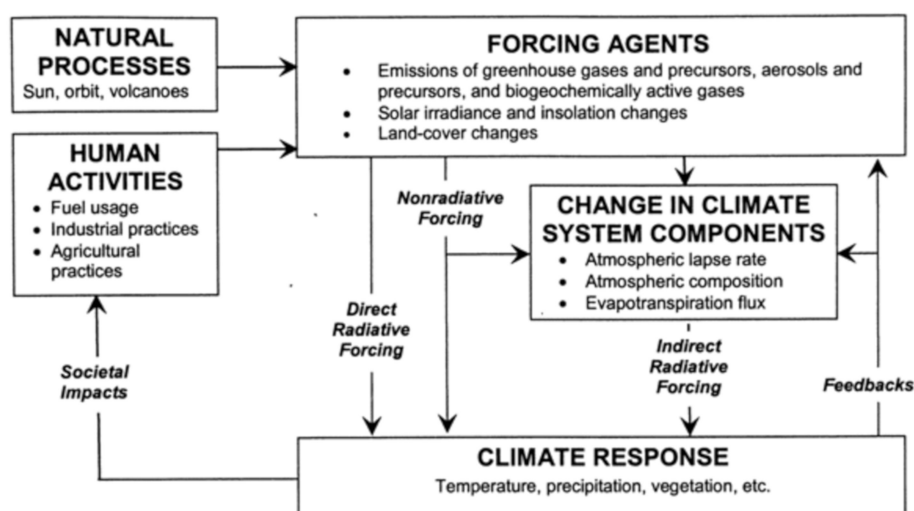 NATURAL
PROCESSES
Sun, orbit, volcanoes
FORCING AGENTS
• Emissions of greenhouse gases and precursors, aerosols and
precursors, and biogeochemically active gases
• Solar irradiance and insolation changes
• Land-cover changes
HUMAN
ACTIVITIES
• Fuel usage
• Industrial practices
• Agricultural
practices
Nonradiative
Forcing
CHANGE IN CLIMATE
SYSTEM COMPONENTS
• Atmospheric lapse rate
• Atmospheric composition
• Evapotranspiration flux
Direct
Radiative
Forcing
Indirect
Radiative
Forcing
Societal
Impacts
Feedbacks
CLIMATE RESPONSE
Temperature, precipitation, vegetation, etc.